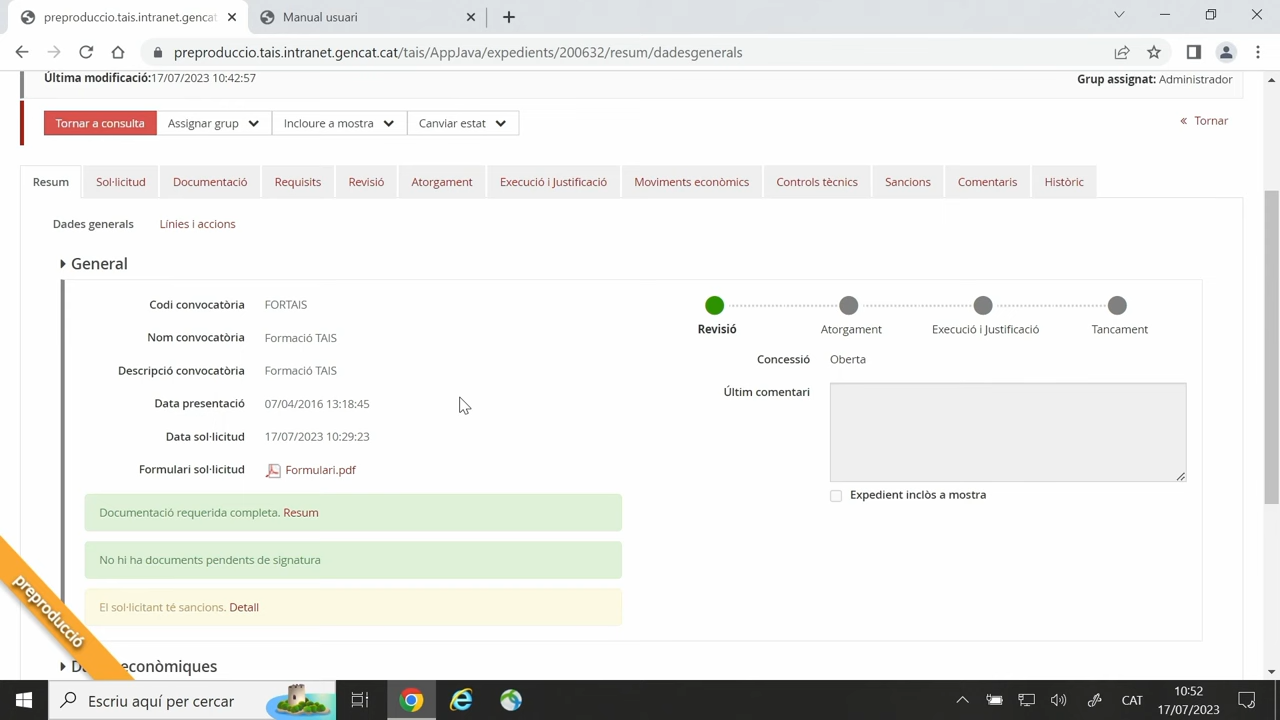 preproduccio.tais.intranet.gencat
Manual usuari
preproduccio.tais.intranet.gencat.cat/tais/AppJava/expedients/200632/resum/dadesgenerals
Última modificació:17/07/2023 10:42:57
Grup assignat: Administrador
Tornar a consulta
Assignar grup
Incloure a mostra
Canviar estat
« Tornar
Resum
Sol·licitud
Documentació
Requisits
Revisió
Atorgament
Execució i Justificació
Moviments econòmics
Controls tècnics
Sancions
Comentaris
Històric
Dades generals
Línies i accions
General
Codi convocatòria FORTAIS
Nom convocatòria Formació TAIS
Descripció convocatòria Formació TAIS
Data presentació 07/04/2016 13:18:45
Data sol·licitud 17/07/2023 10:29:23
Formulari sol·licitud Formulari.pdf
Documentació requerida completa. Resum
No hi ha documents pendents de signatura
El sol·licitant té sancions. Detall
Revisió
Atorgament
Execució i Justificació
Tancament
Concessió Oberta
Últim comentari
Expedient inclòs a mostra
econòmiques
preproducció
Escriu aquí per cercar
CAT
10:52
17/07/2023